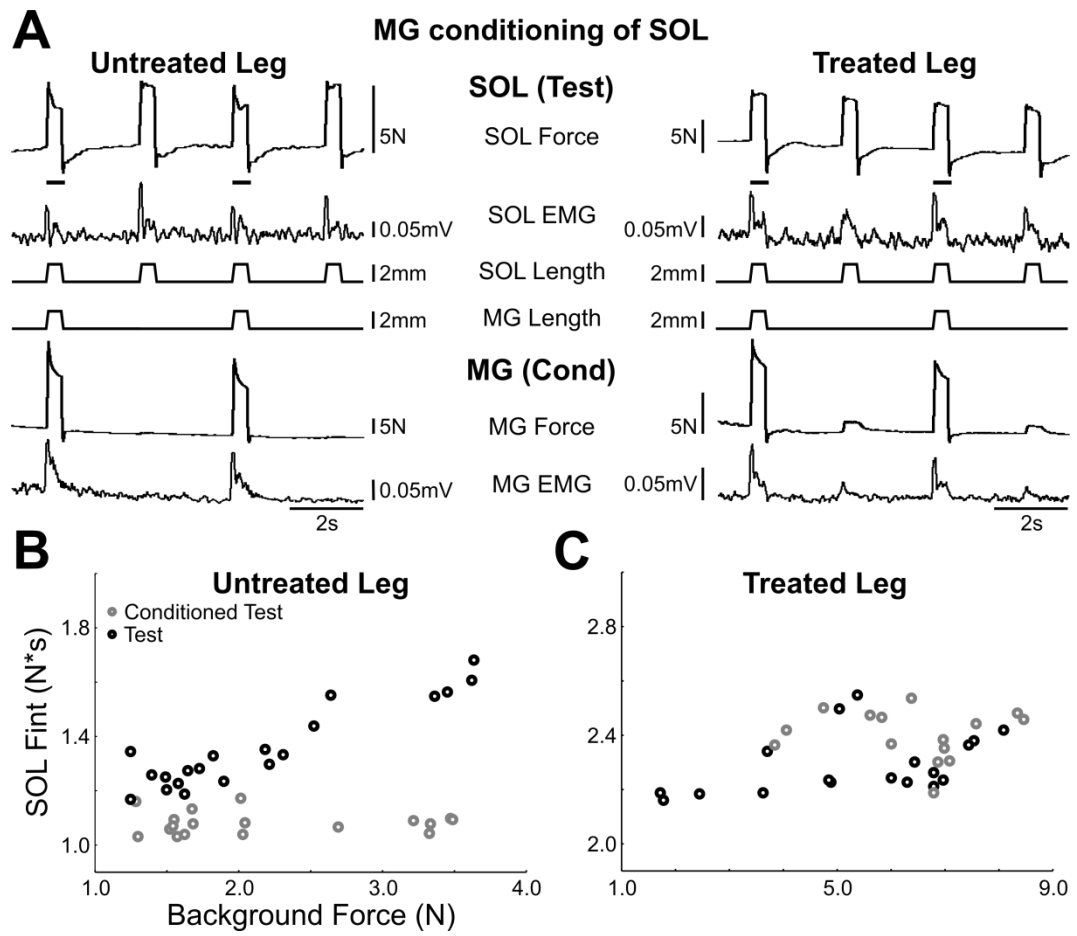 A
MG conditioning of SOL
Untreated Leg
Treated Leg
SOL (Test)
5N
SOL Force
5N
0.05mV
SOL EMG
0.05mV
2mm
SOL Length
2mm
2mm
MG Length
2mm
MG (Cond)
5N
MG Force
5N
0.05mV
MG EMG
0.05mV
2s
2s
B
Untreated Leg
Conditioned Test
Test
1.8
1.4
1.0
SOL Fint (N*s)
1.0
2.0
3.0
4.0
Background Force (N)
C
Treated Leg
2.8
2.4
2.0
1.0
5.0
9.0